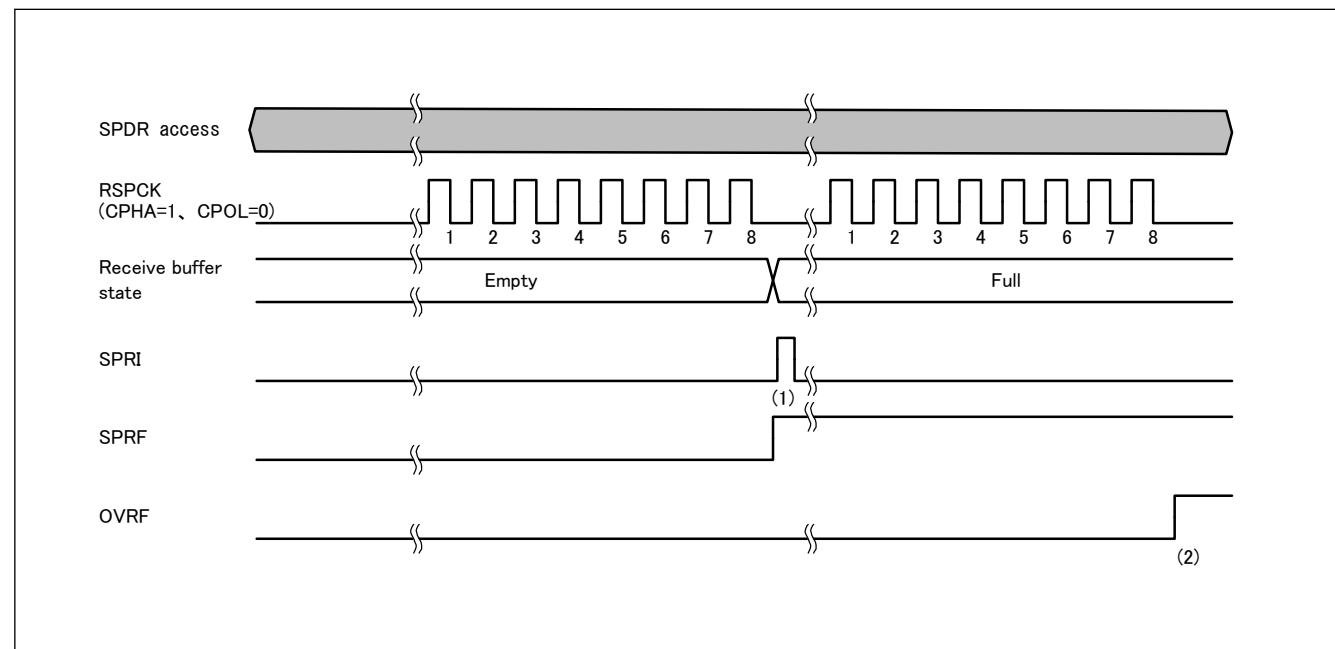 SPDR access
RSPCK
(CPHA=1、CPOL=0)
1 2 3 4 5 6 7 8 1 2 3 4 5 6 7 8
Receive buffer
state
Empty Full
SPRI
(1)
SPRF
OVRF
(2)